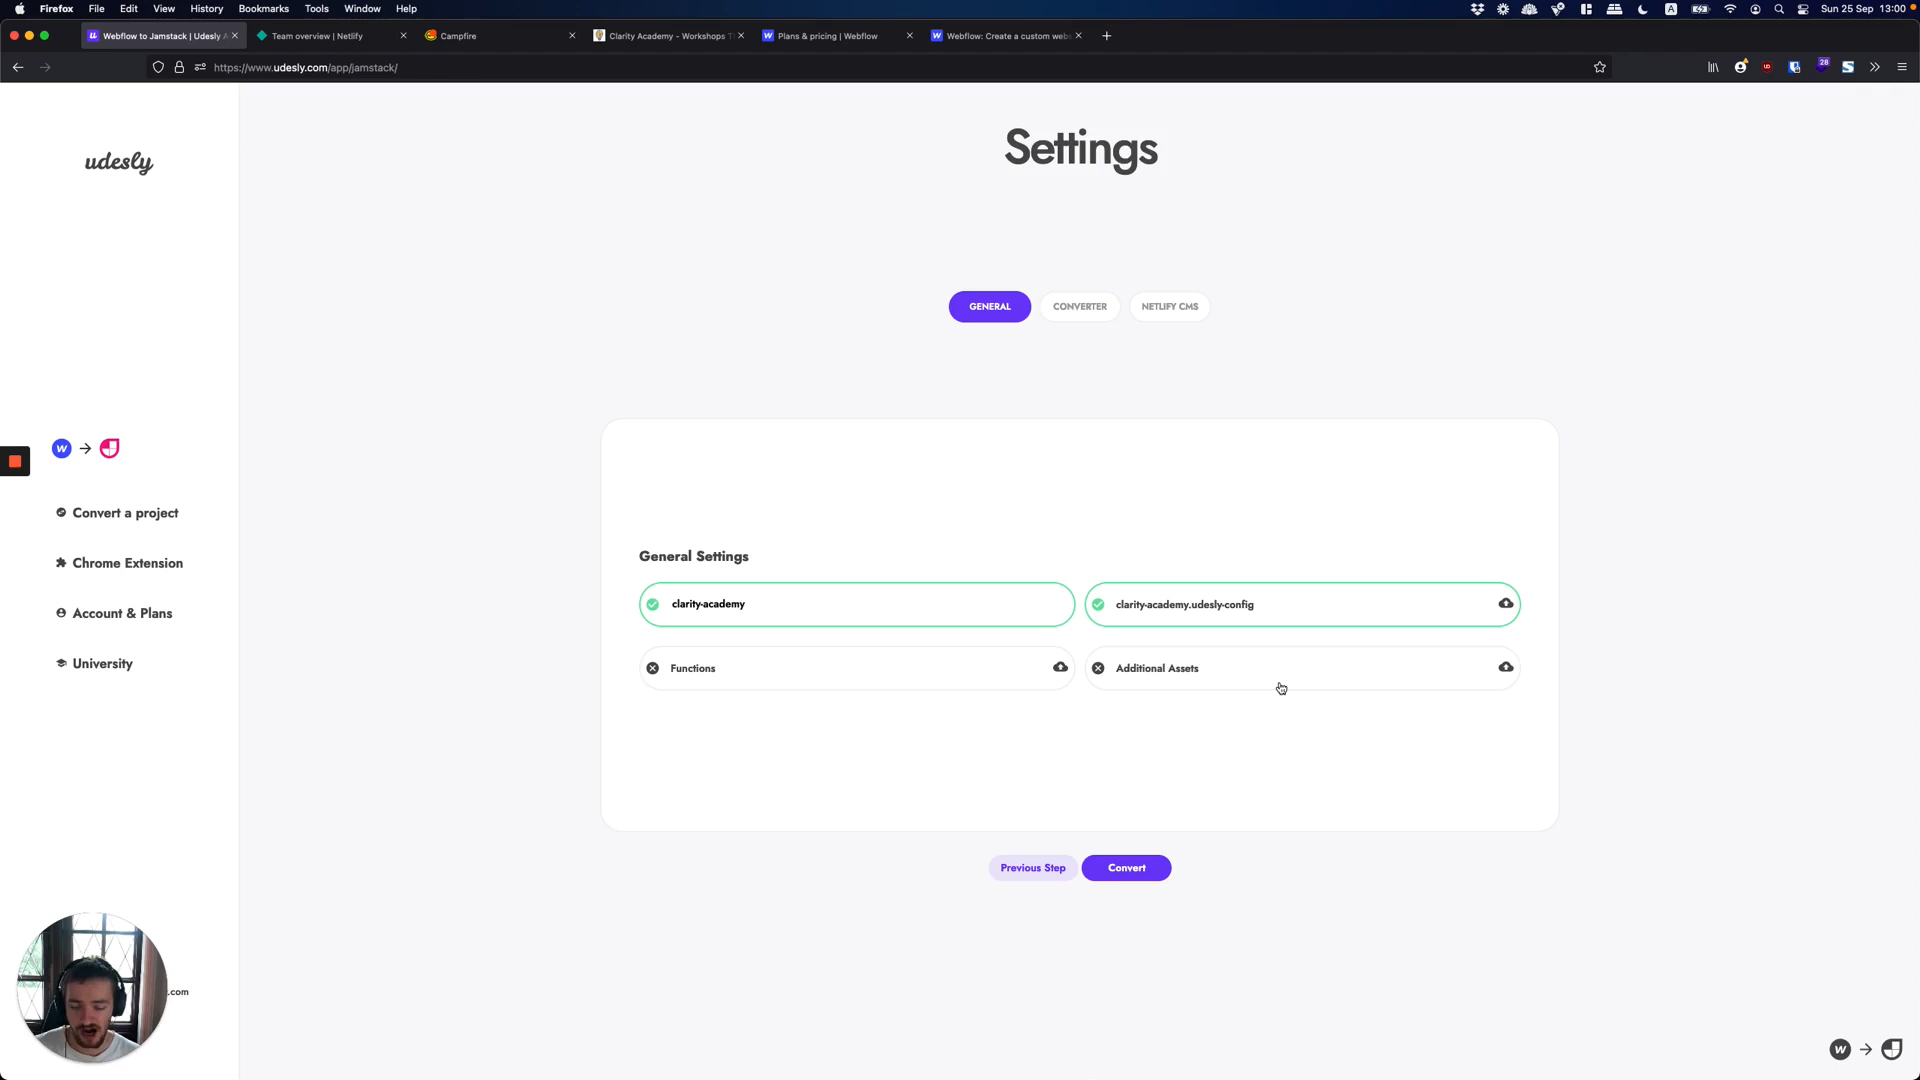 Firefox File Edit View History Bookmarks Tools Window Help
A
Sun 25 Sep 13:00
Webflow to Jamstack | Udesly A
Team overview | Netlify
Campfire
Clarity Academy - Workshops T
Plans & pricing | Webflow
Webflow: Create a custom webs
https://www.udesly.com/app/jamstack/
28
udesly
Settings
GENERAL
CONVERTER
NETLIFY CMS
Convert a project
Chrome Extension
Account & Plans
University
General Settings
clarity-academy
clarity-academy.udesly-config
Functions
Additional Assets
Previous Step
Convert
.com